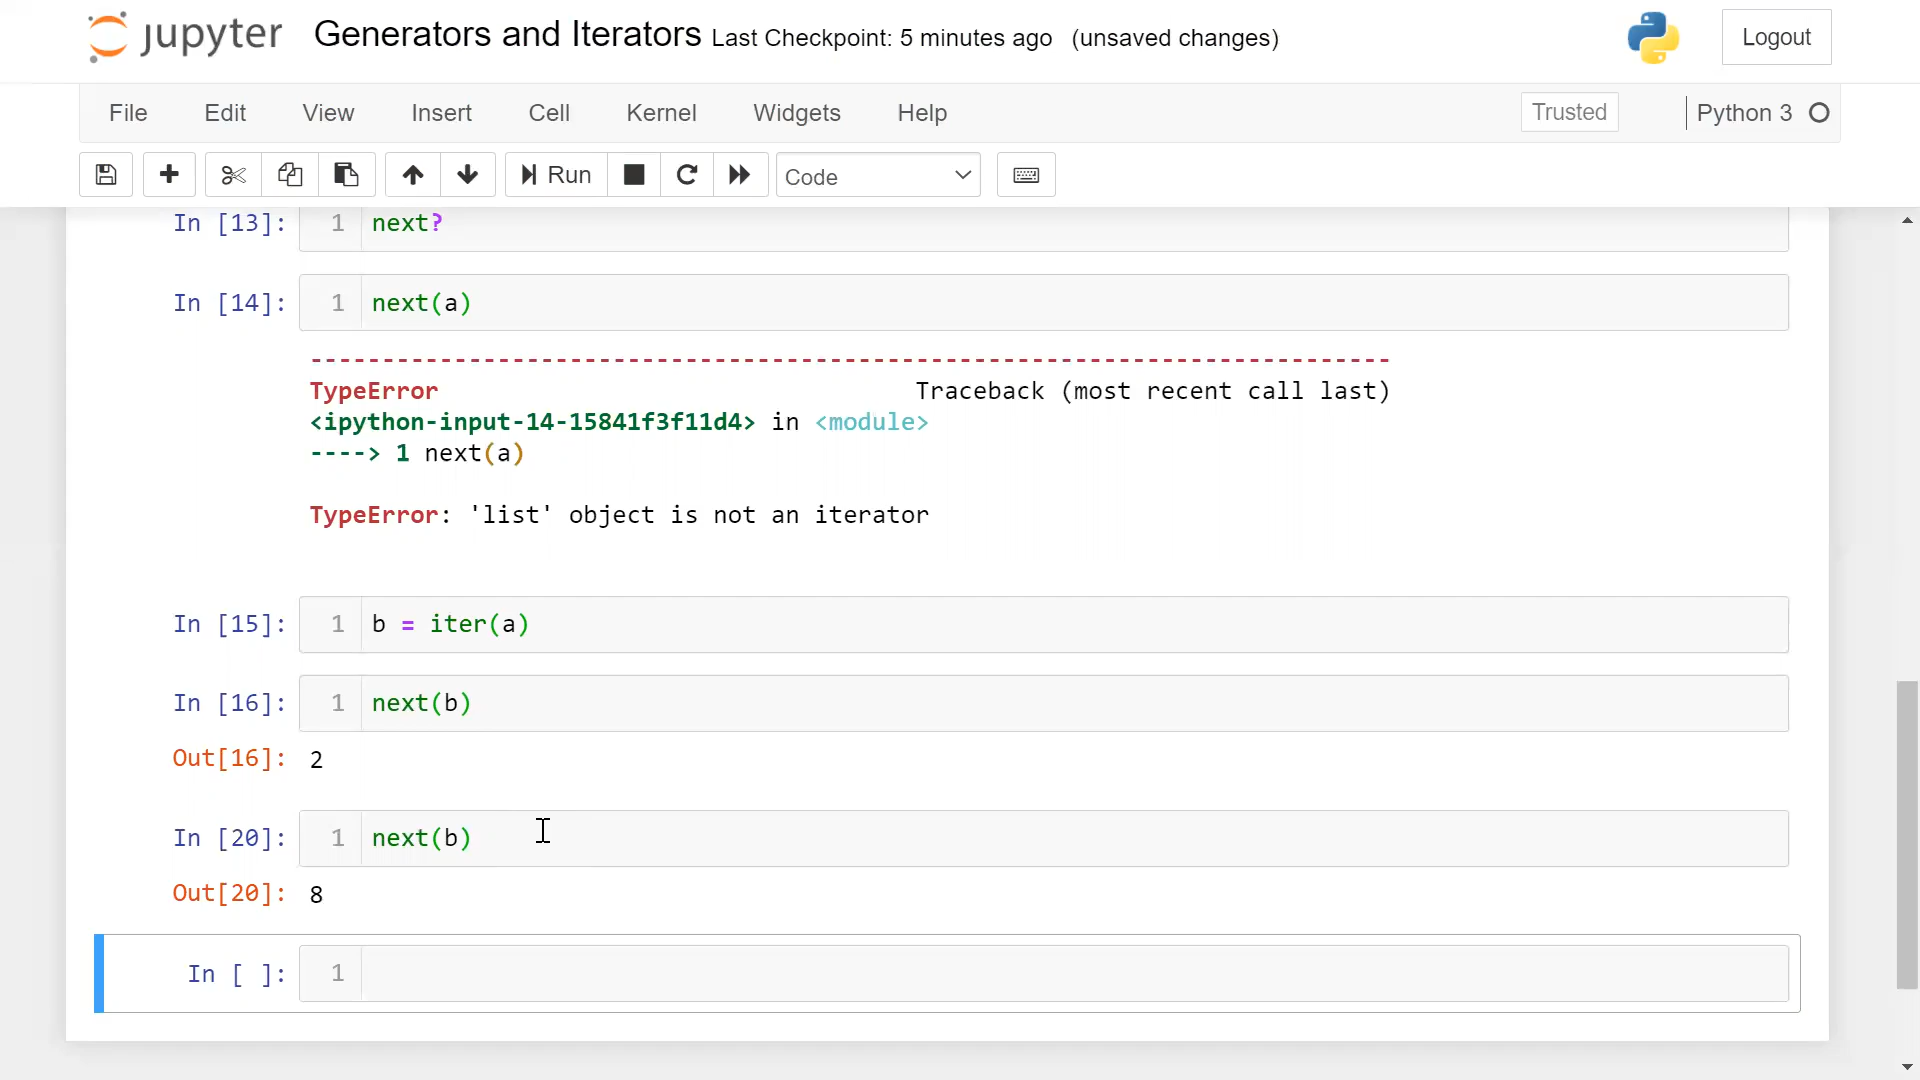 jupyter Generators and Iterators Last Checkpoint: 5 minutes ago (unsaved changes) Logout
File Edit View Insert Cell Kernel Widgets Help Trusted Python 3
Run Code
In [13]: 1 next?
In [14]: 1 next(a)
---------------------------------------------------------------------------
TypeError Traceback (most recent call last)
<ipython-input-14-15841f3f11d4> in <module>
----> 1 next(a)
TypeError: 'list' object is not an iterator
In [15]: 1 b = iter(a)
In [16]: 1 next(b)
Out[16]: 2
In [20]: 1 next(b)
Out[20]: 8
In [ ]: 1